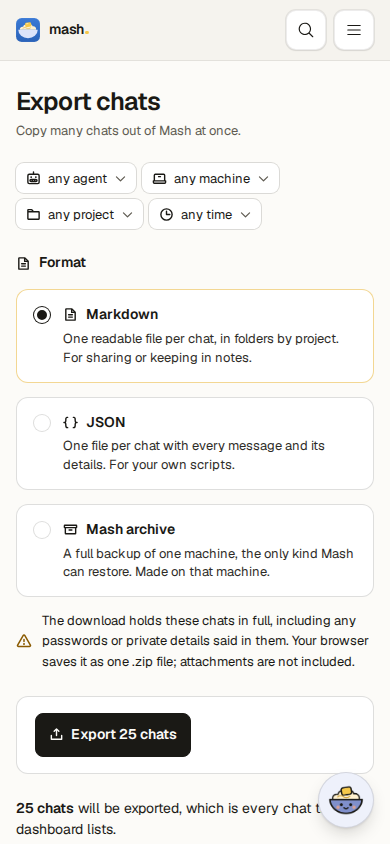 mash.
Export chats
Copy many chats out of Mash at once.
any agent
any machine
any project
any time
Format
Markdown
One readable file per chat, in folders by project.
For sharing or keeping in notes.
JSON
One file per chat with every message and its
details. For your own scripts.
Mash archive
A full backup of one machine, the only kind Mash
can restore. Made on that machine.
The download holds these chats in full, including any
passwords or private details said in them. Your browser
saves it as one .zip file; attachments are not included.
Export 25 chats
25 chats will be exported, which is every chat
dashboard lists.